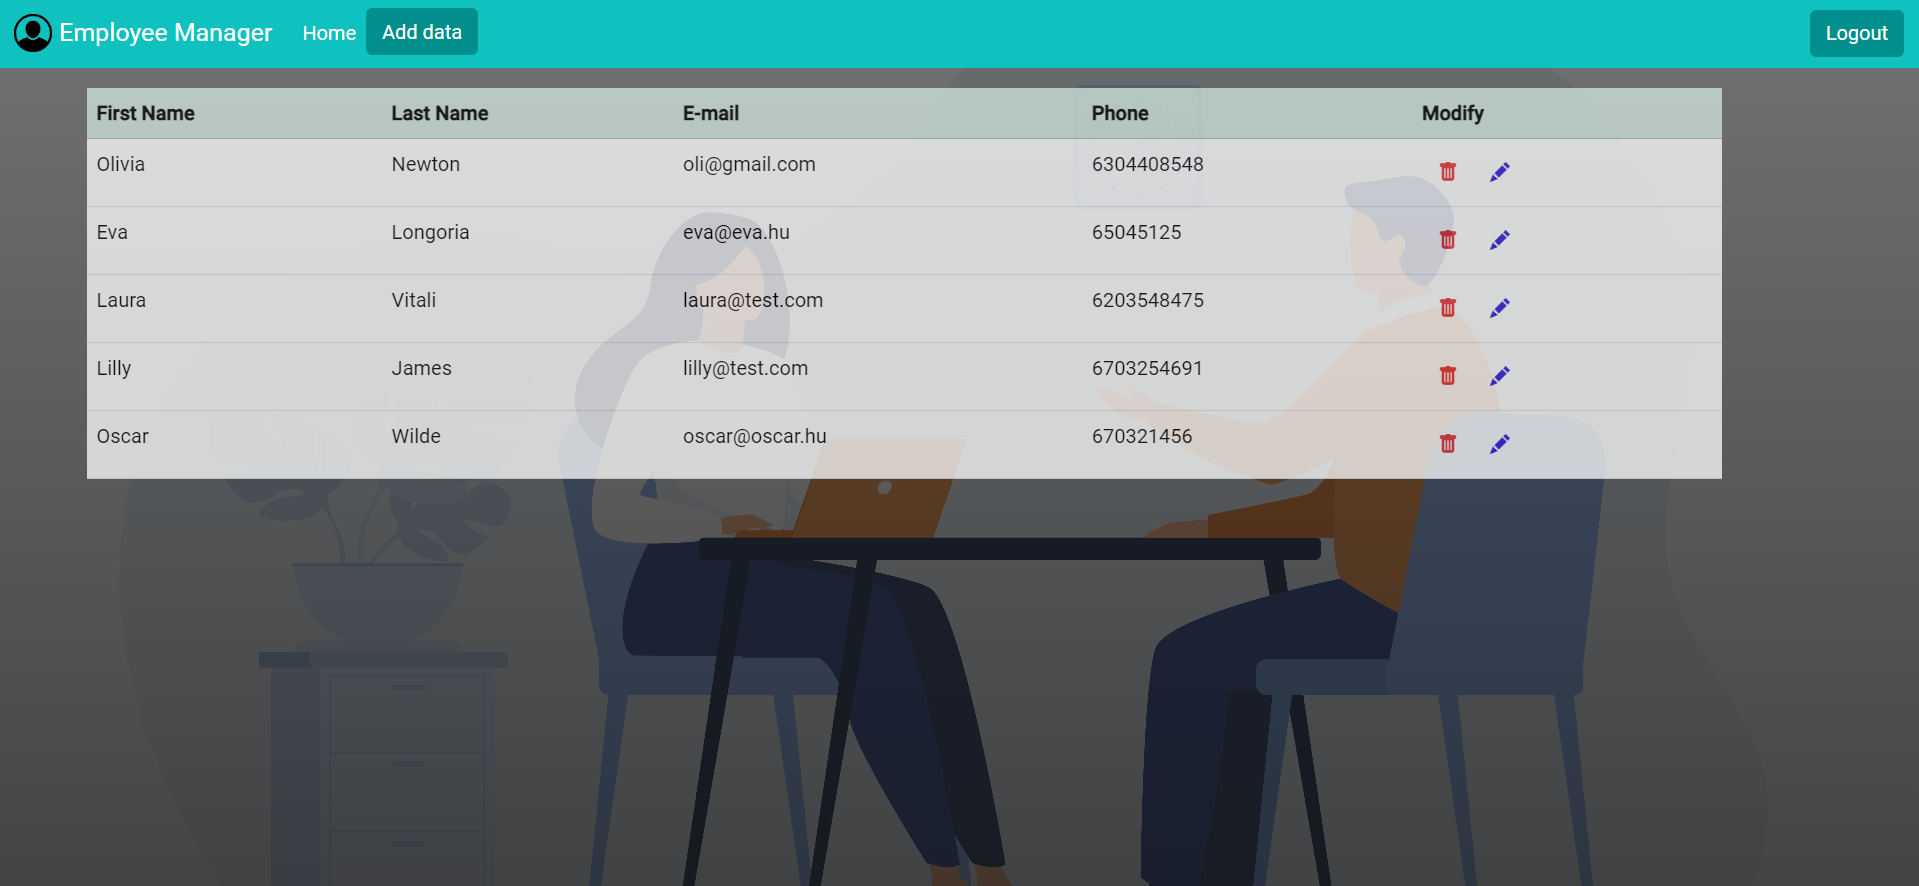 Employee Manager Home Add data Logout
First Name Last Name E-mail Phone Modify
Olivia Newton oli@gmail.com 6304408548
Eva Longoria eva@eva.hu 65045125
Laura Vitali laura@test.com 6203548475
Lilly James lilly@test.com 6703254691
Oscar Wilde oscar@oscar.hu 670321456